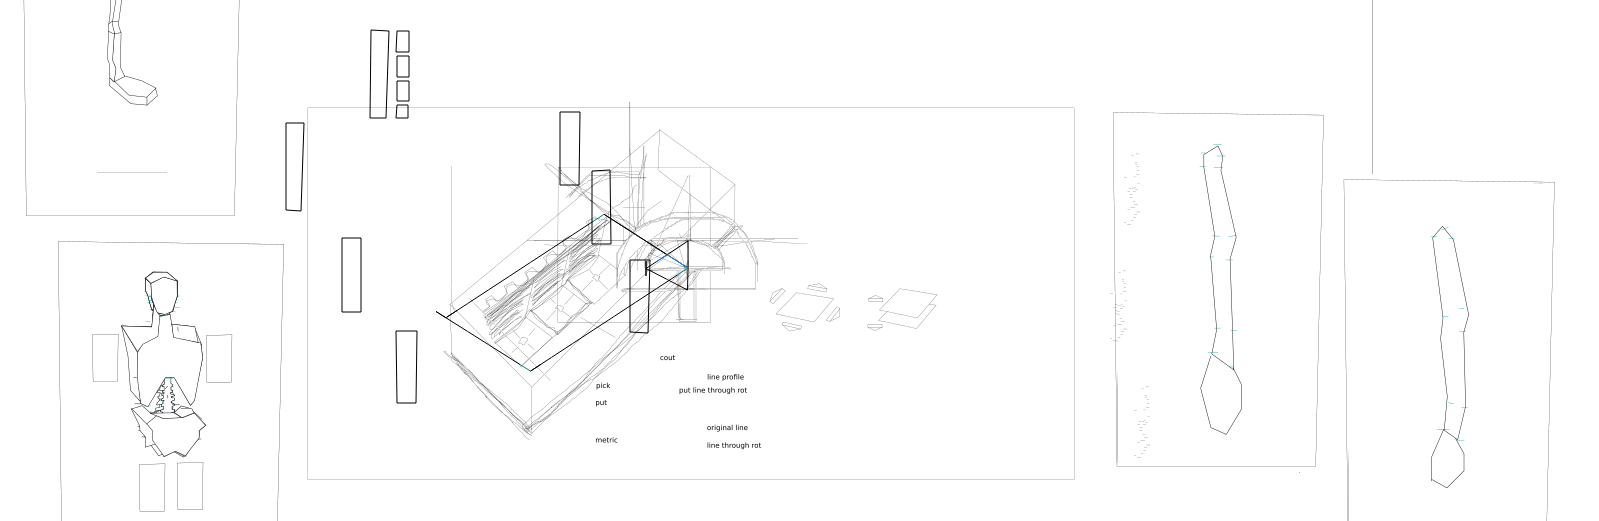 cout
line profile
pick
put line through rot
put
original line
metric
line through rot